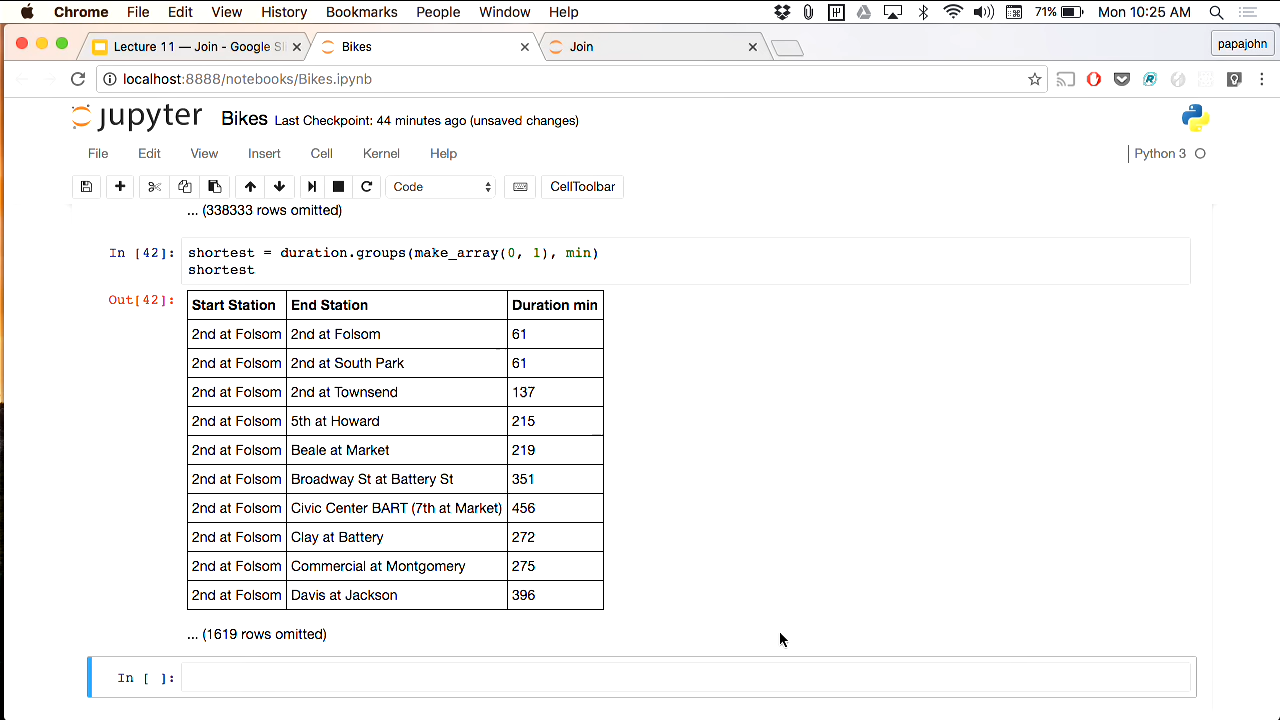 Chrome File Edit View History Bookmarks People Window Help 71% Mon 10:25 AM
Lecture 11 — Join - Google Sl Bikes Join papajohn
localhost:8888/notebooks/Bikes.ipynb
jupyter Bikes Last Checkpoint: 44 minutes ago (unsaved changes)
File Edit View Insert Cell Kernel Help Python 3
Code CellToolbar
... (338333 rows omitted)
In [42]: shortest = duration.groups(make_array(0, 1), min)
shortest
Out[42]: Start Station End Station Duration min
2nd at Folsom 2nd at Folsom 61
2nd at Folsom 2nd at South Park 61
2nd at Folsom 2nd at Townsend 137
2nd at Folsom 5th at Howard 215
2nd at Folsom Beale at Market 219
2nd at Folsom Broadway St at Battery St 351
2nd at Folsom Civic Center BART (7th at Market) 456
2nd at Folsom Clay at Battery 272
2nd at Folsom Commercial at Montgomery 275
2nd at Folsom Davis at Jackson 396
... (1619 rows omitted)
In [ ]: